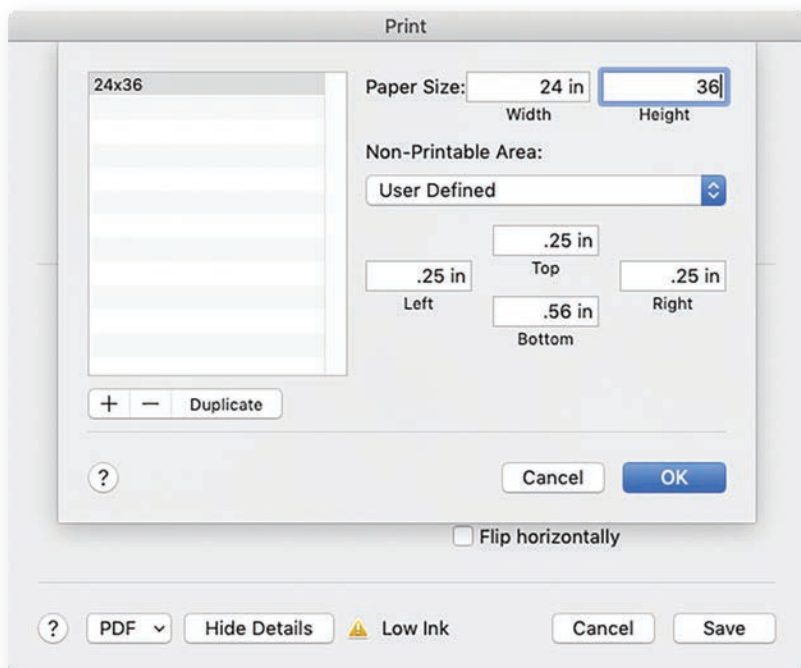 Print
24x36
Paper Size: 24 in 36
Width Height
Non-Printable Area:
User Defined
.25 in
Top
.25 in .25 in
Left Right
.56 in
Bottom
+ − Duplicate
? Cancel OK
Flip horizontally
? PDF Hide Details Low Ink Cancel Save